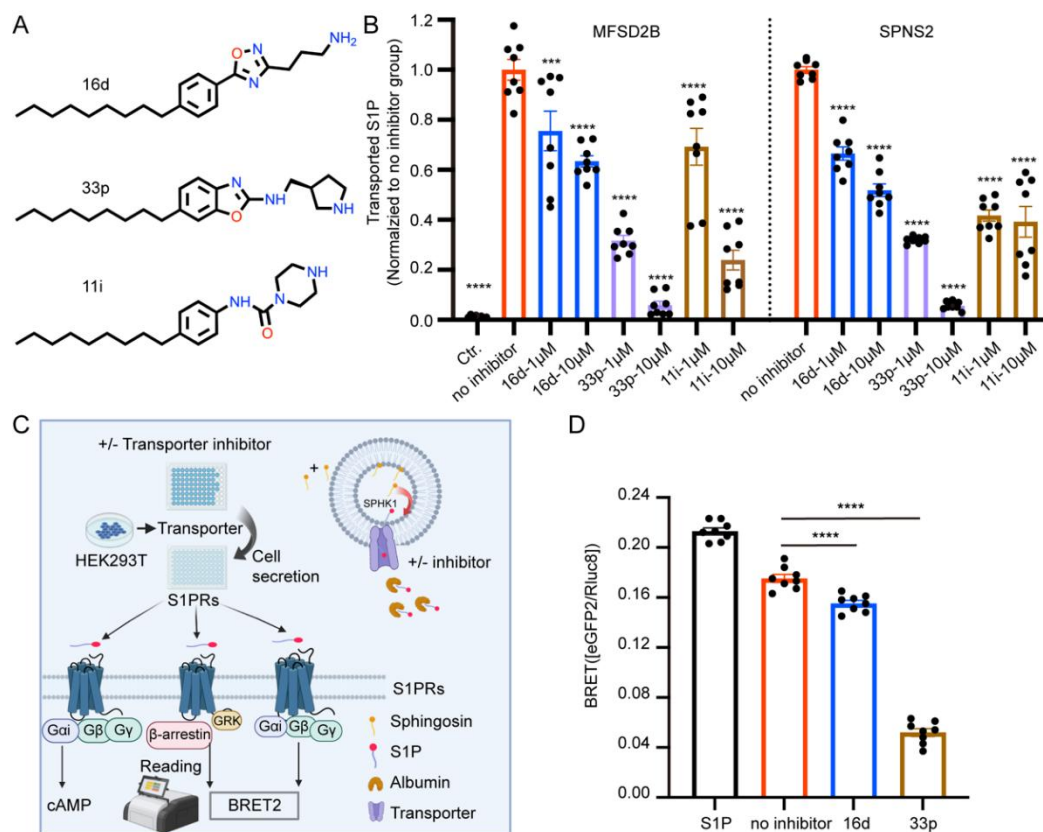 A
16d
NH2
O
N
N
33p
N
O
NH
NH
11i
NH
N
NH
O
B
Transported S1P
(Normalzied to no inhibitor group)
1.2
1.0
0.8
0.6
0.4
0.2
0.0
MFSD2B
SPNS2
****
***
****
****
****
****
****
****
****
****
****
****
Ctr.
no inhibitor
16d-1μM
16d-10μM
33p-1μM
33p-10μM
11i-1μM
11i-10μM
no inhibitor
16d-1μM
16d-10μM
33p-1μM
33p-10μM
11i-1μM
11i-10μM
C
+/- Transporter inhibitor
HEK293T
Transporter
Cell
secretion
+
SPHK1
+/- inhibitor
S1PRs
S1PRs
Gαi
Gβ
Gγ
β-arrestin
GRK
Gαi
Gβ
Gγ
Reading
cAMP
BRET2
Sphingosin
S1P
Albumin
Transporter
D
BRET([eGFP2/Rluc8])
0.24
0.20
0.16
0.12
0.08
0.04
0.00
****
****
S1P
no inhibitor
16d
33p